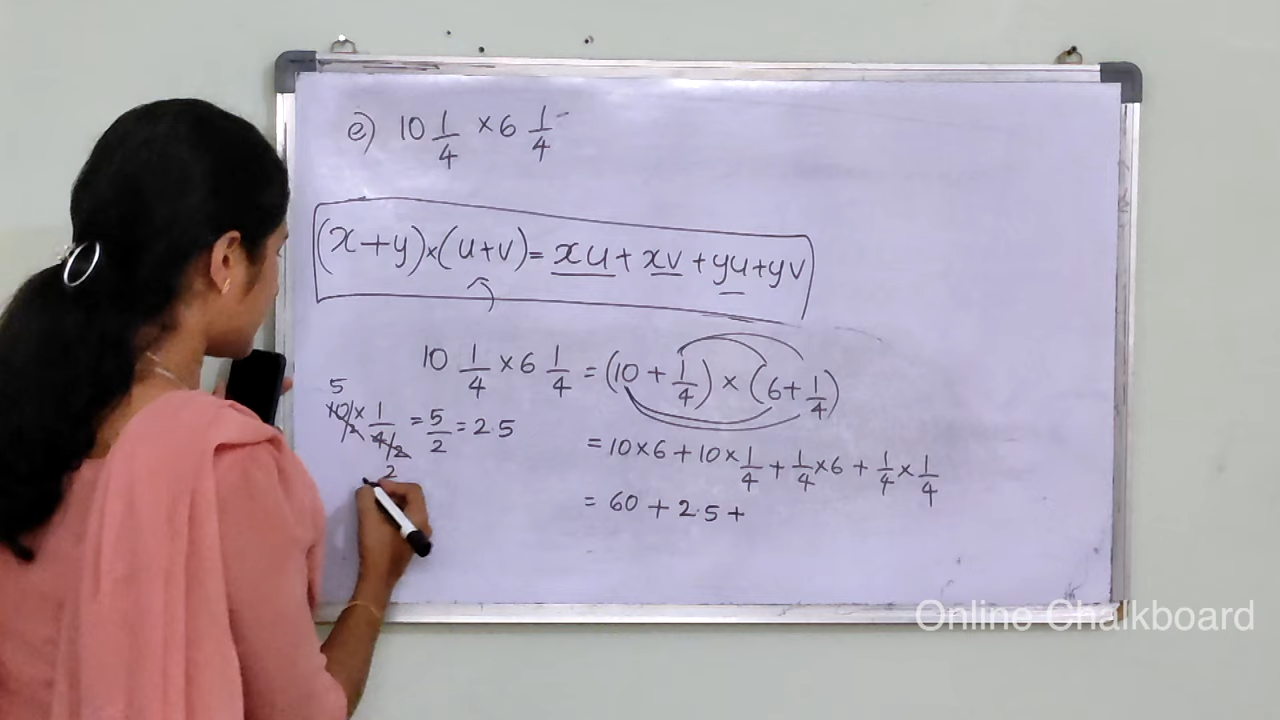 e) 10 1/4 × 6 1/4
(x+y)×(u+v) = xu + xv + yu + yv
10 1/4 × 6 1/4 = (10 + 1/4) × (6 + 1/4)
5
10/2 × 1/4/2 = 5/2 = 2.5
2
= 10×6 + 10×1/4 + 1/4×6 + 1/4×1/4
= 60 + 2.5 +
Online Chalkboard